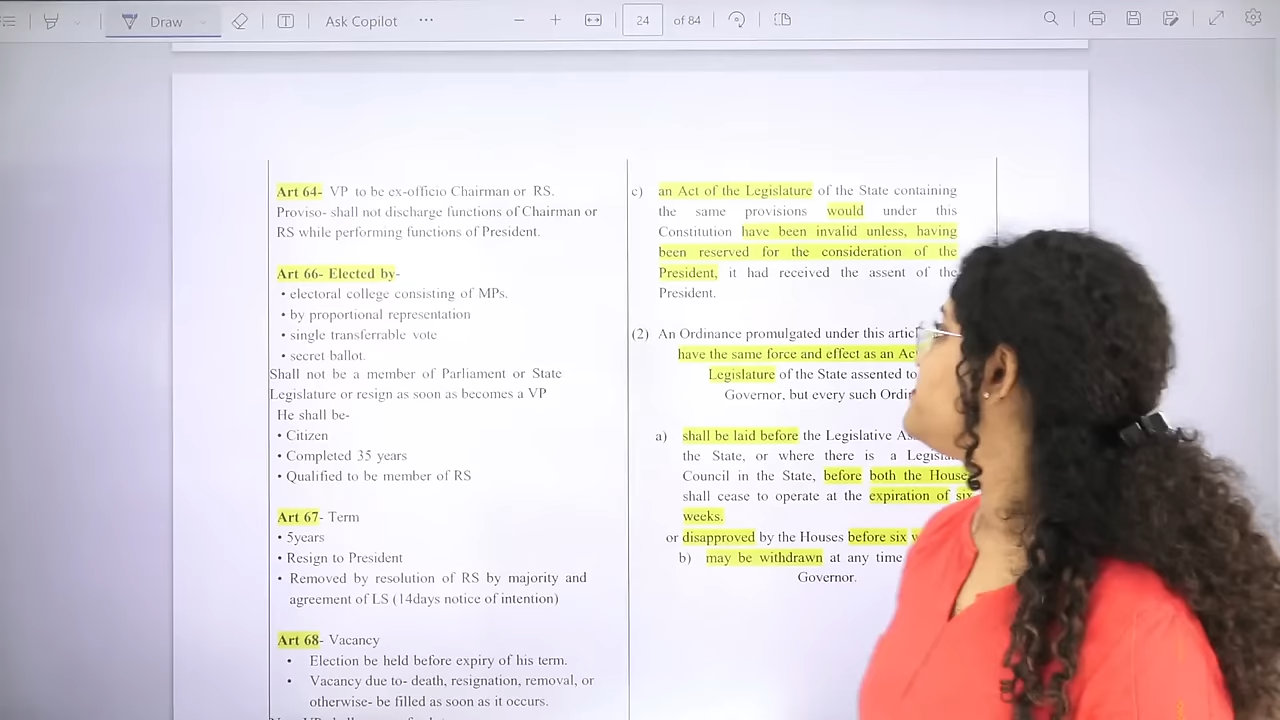 Draw
Ask Copilot
24 of 84
Art 64- VP to be ex-officio Chairman or RS.
Proviso- shall not discharge functions of Chairman or
RS while performing functions of President.
Art 66- Elected by-
• electoral college consisting of MPs.
• by proportional representation
• single transferrable vote
• secret ballot.
Shall not be a member of Parliament or State
Legislature or resign as soon as becomes a VP
He shall be-
• Citizen
• Completed 35 years
• Qualified to be member of RS
Art 67- Term
• 5years
• Resign to President
• Removed by resolution of RS by majority and
agreement of LS (14days notice of intention)
Art 68- Vacancy
• Election be held before expiry of his term.
• Vacancy due to- death, resignation, removal, or
otherwise- be filled as soon as it occurs.
c) an Act of the Legislature of the State containing
the same provisions would under this
Constitution have been invalid unless, having
been reserved for the consideration of the
President, it had received the assent of the
President.
(2) An Ordinance promulgated under this
have the same force and effect as an
Legislature of the State assented to
Governor, but every such
a) shall be laid before the Legislative
the State, or where there is a
Council in the State, before both the
shall cease to operate at the expiration of six
weeks.
or disapproved by the Houses before six
b) may be withdrawn at any time
Governor.